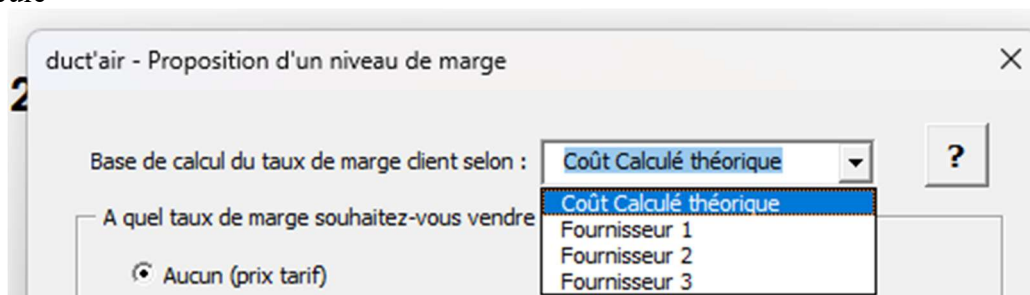 duct'air - Proposition d'un niveau de marge
2
Base de calcul du taux de marge client selon : Coût Calculé théorique ?
Coût Calculé théorique
A quel taux de marge souhaitez-vous vendre
Fournisseur 1
Fournisseur 2
Aucun (prix tarif)
Fournisseur 3